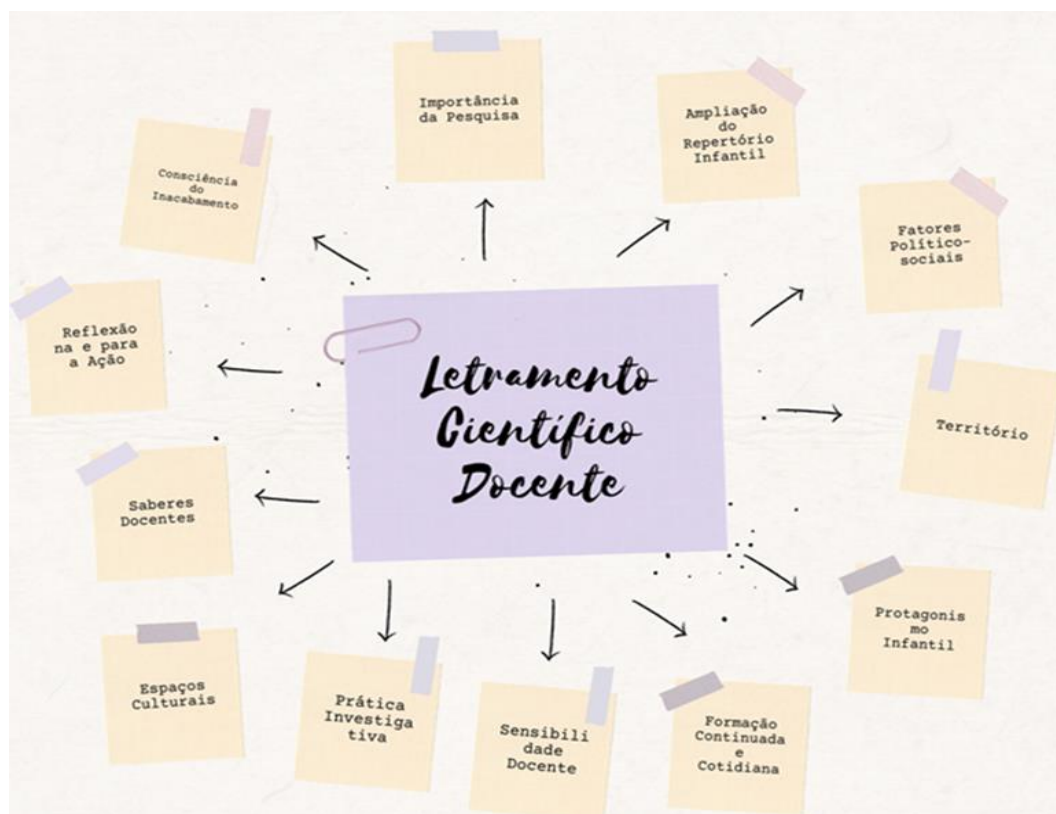 Importância
da Pesquisa
Ampliação
do
Repertório
Infantil
Consciência
do
Inacabamento
Fatores
Político-
sociais
Reflexão
na e para
a Ação
Letramento
Científico
Docente
Território
Saberes
Docentes
Protagonis
mo
Infantil
Espaços
Culturais
Prática
Investiga
tiva
Sensibili
dade
Docente
Formação
Continuada
e
Cotidiana